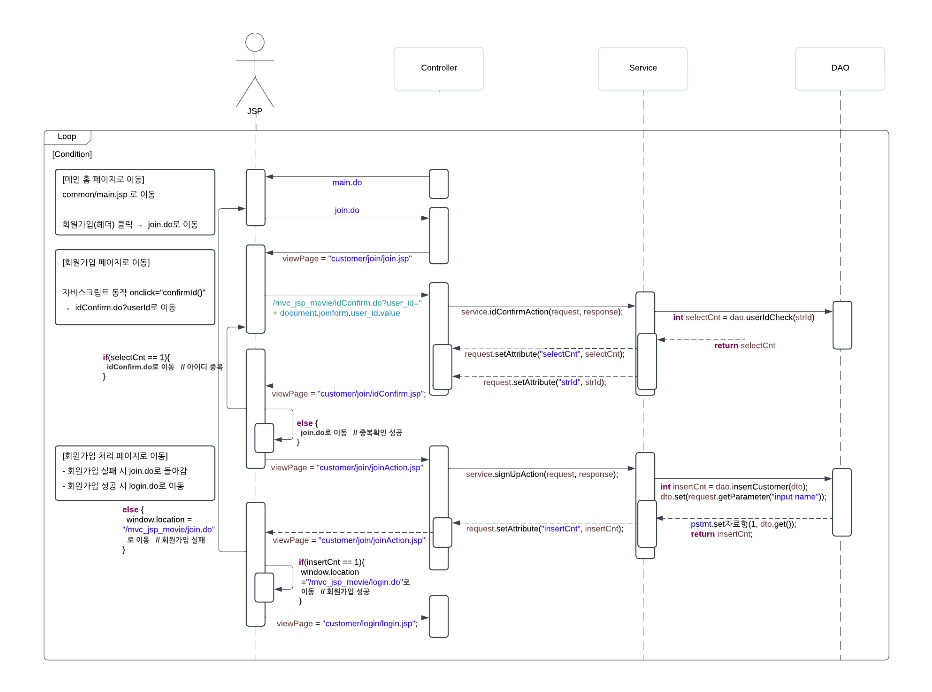 JSP
Controller
Service
DAO
Loop
[Condition]
[메인 홈 페이지로 이동]
common/main.jsp 로 이동
회원가입(헤더) 클릭 → join.do로 이동
main.do
join.do
viewPage = "customer/join/join.jsp"
[회원가입 페이지로 이동]
자바스크립트 동작 onclick="confirmId()"
→ idConfirm.do?userId로 이동
/mvc_jsp_movie/idConfirm.do?user_id="
+ document.joinform.user_id.value
service.idConfirmAction(request, response);
int selectCnt = dao.userIdCheck(strId)
return selectCnt
request.setAttribute("selectCnt", selectCnt);
request.setAttribute("strId", strId);
if(selectCnt == 1){
idConfirm.do로 이동 // 아이디 중복
}
viewPage = "customer/join/idConfirm.jsp";
else {
join.do로 이동 // 중복확인 성공
}
[회원가입 처리 페이지로 이동]
- 회원가입 실패 시 join.do로 돌아감
- 회원가입 성공 시 login.do로 이동
viewPage = "customer/join/joinAction.jsp"
service.signUpAction(request, response);
int insertCnt = dao.insertCustomer(dto);
dto.set(request.getParameter("input name"));
pstmt.set자료형(1, dto.get());
return insertCnt;
request.setAttribute("insertCnt", insertCnt);
else {
window.location =
"/mvc_jsp_movie/join.do"
로 이동 // 회원가입 실패
}
viewPage = "customer/join/joinAction.jsp"
if(insertCnt == 1){
window.location
="/mvc_jsp_movie/login.do"로
이동 // 회원가입 성공
}
viewPage = "customer/login/login.jsp";